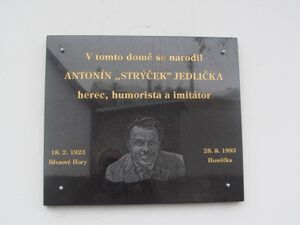 V tomto domě se narodil
ANTONÍN „STRÝČEK" JEDLIČKA
herec, humorista a imitátor
18. 2. 1923
Březové Hory
28. 8. 1993
Houštka